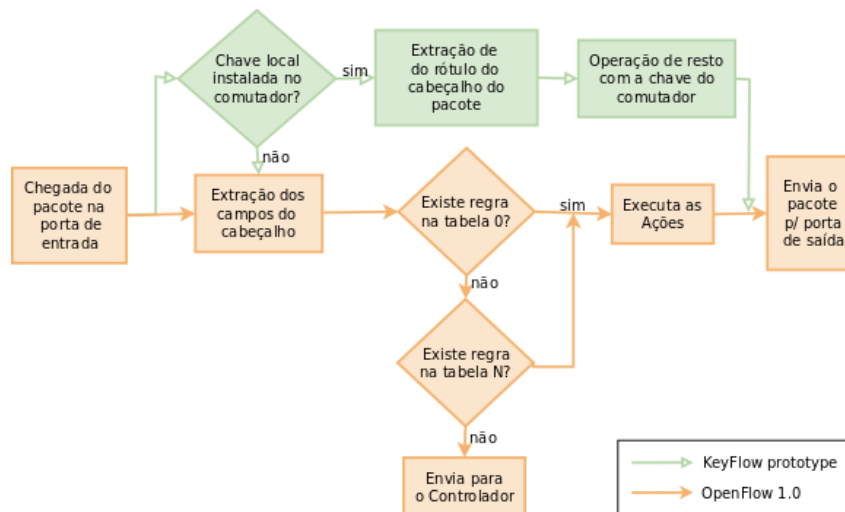 Chave local
instalada no
comutador?
sim
Extração de
do rótulo do
cabeçalho do
pacote
Operação de resto
com a chave do
comutador
não
Chegada do
pacote na
porta de
entrada
Extração dos
campos do
cabeçalho
Existe regra
na tabela 0?
sim
Executa as
Ações
Envia o
pacote
p/ porta
de saída
não
Existe regra
na tabela N?
não
Envia para
o Controlador
KeyFlow prototype
OpenFlow 1.0